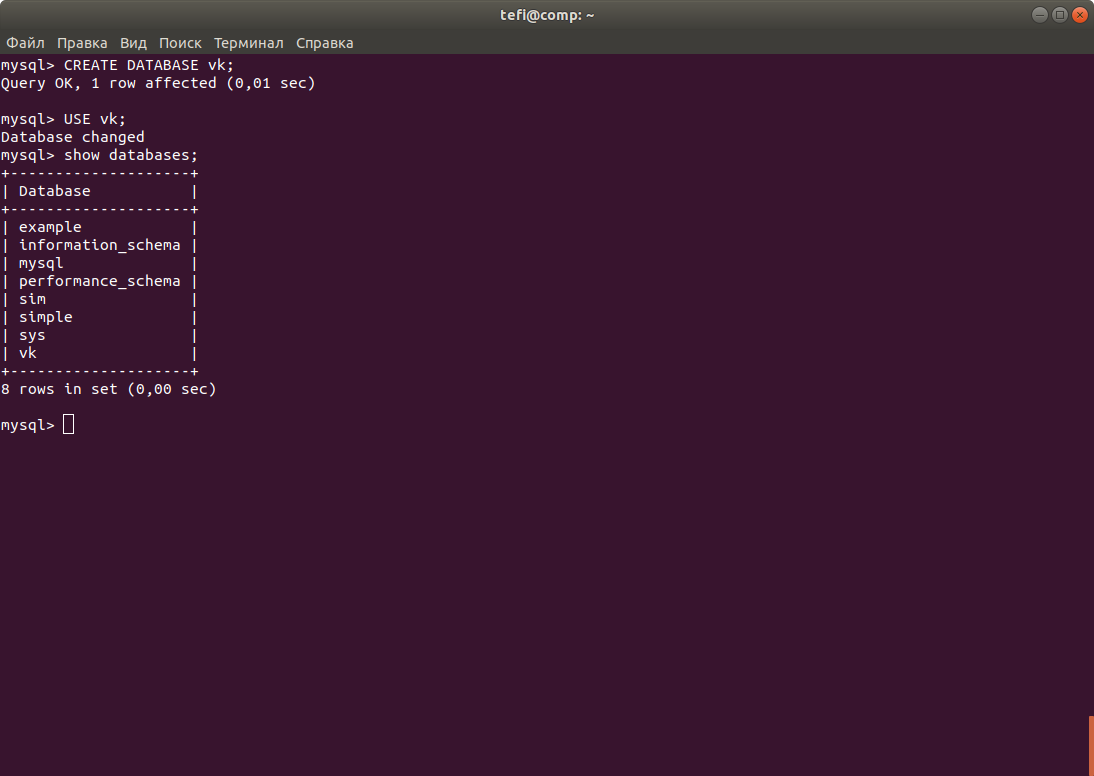 tefi@comp: ~
Файл Правка Вид Поиск Терминал Справка
mysql> CREATE DATABASE vk;
Query OK, 1 row affected (0,01 sec)
mysql> USE vk;
Database changed
mysql> show databases;
+--------------------+
| Database           |
+--------------------+
| example            |
| information_schema |
| mysql              |
| performance_schema |
| sim                |
| simple             |
| sys                |
| vk                 |
+--------------------+
8 rows in set (0,00 sec)
mysql>